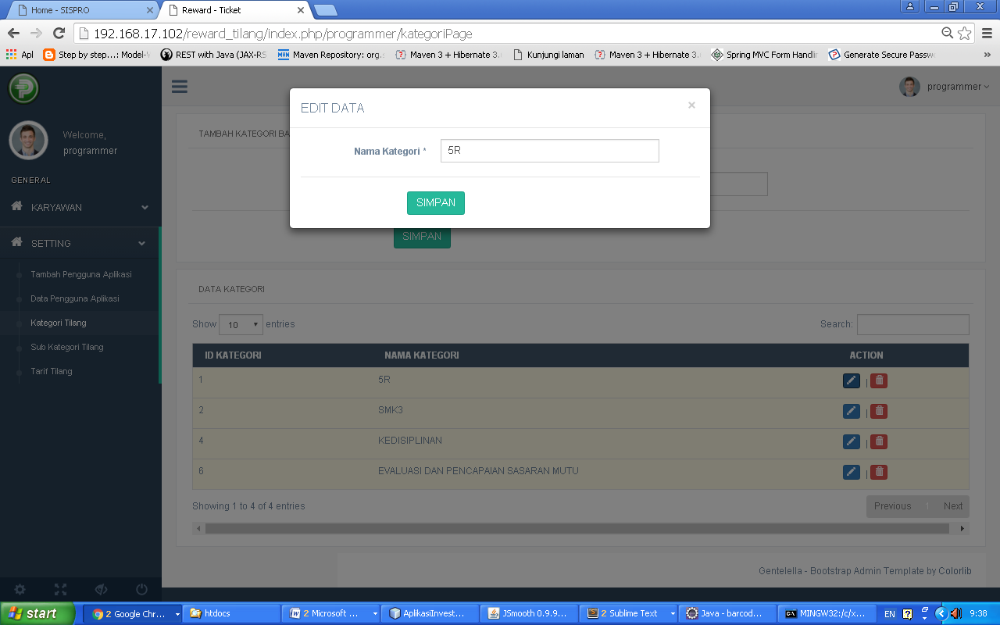 Home - SISPRO
Reward - Ticket
192.168.17.102/reward_tilang/index.php/programmer/kategoriPage
Apl
Step by step...: Model-
REST with Java (JAX-RS
Maven Repository: org.
Maven 3 + Hibernate 3.
Kunjungi laman
Maven 3 + Hibernate 3.
Spring MVC Form Handlin
Generate Secure Passw
programmer
Welcome,
programmer
GENERAL
KARYAWAN
SETTING
Tambah Pengguna Aplikasi
Data Pengguna Aplikasi
Kategori Tilang
Sub Kategori Tilang
Tarif Tilang
EDIT DATA
×
Nama Kategori *
5R
SIMPAN
TAMBAH KATEGORI BA
SIMPAN
DATA KATEGORI
Show 10 entries
Search:
ID KATEGORI NAMA KATEGORI ACTION
1 5R |
2 SMK3 |
4 KEDISIPLINAN |
6 EVALUASI DAN PENCAPAIAN SASARAN MUTU |
Showing 1 to 4 of 4 entries
Previous 1 Next
Gentelella - Bootstrap Admin Template by Colorlib
start
2 Google Chr...
htdocs
2 Microsoft ...
AplikasiInvest...
JSmooth 0.9.9...
2 Sublime Text
Java - barcod...
MINGW32:/c/x...
EN
9:38